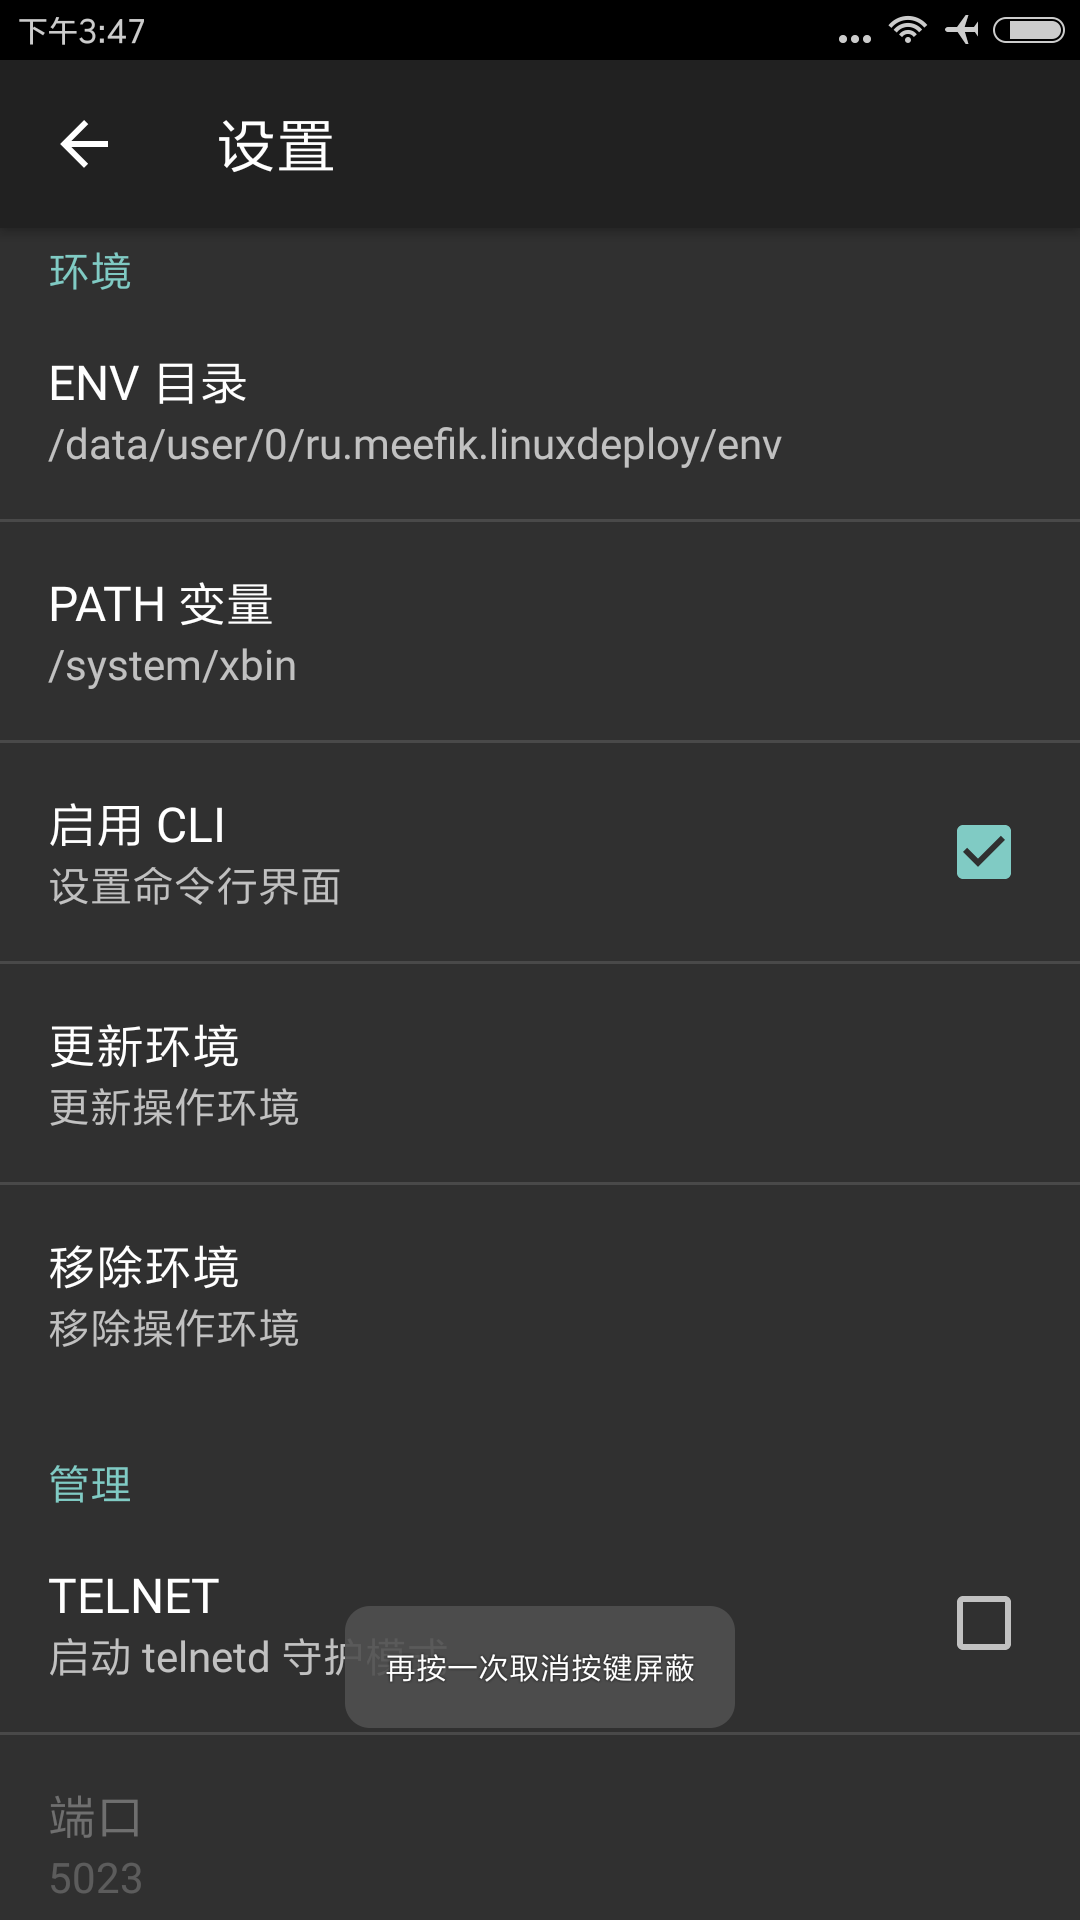 下午3:47
设置
环境
ENV 目录
/data/user/0/ru.meefik.linuxdeploy/env
PATH 变量
/system/xbin
启用 CLI
设置命令行界面
更新环境
更新操作环境
移除环境
移除操作环境
管理
TELNET
启动 telnetd 守护模式
再按一次取消按键屏蔽
端口
5023